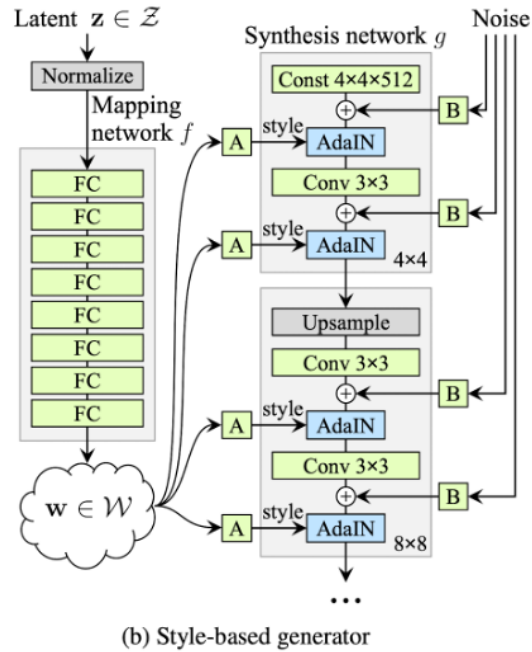 Latent z ∈ Z
Normalize
Mapping
network f
FC
FC
FC
FC
FC
FC
FC
FC
w ∈ W
Synthesis network g
Noise
Const 4×4×512
B
A
style
AdaIN
Conv 3×3
B
A
style
AdaIN
4×4
Upsample
Conv 3×3
B
A
style
AdaIN
Conv 3×3
B
A
style
AdaIN
8×8
...
(b) Style-based generator